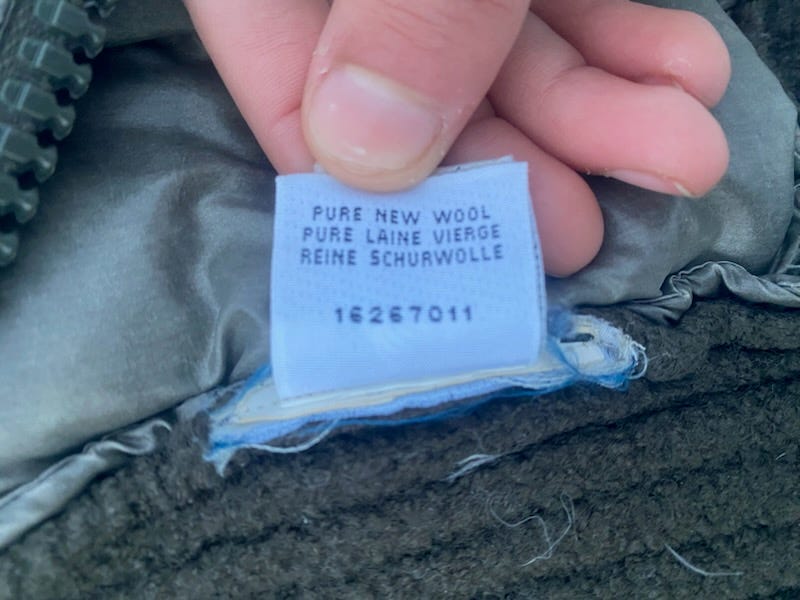 PURE NEW WOOL
PURE LAINE VIERGE
REINE SCHURWOLLE
16267011